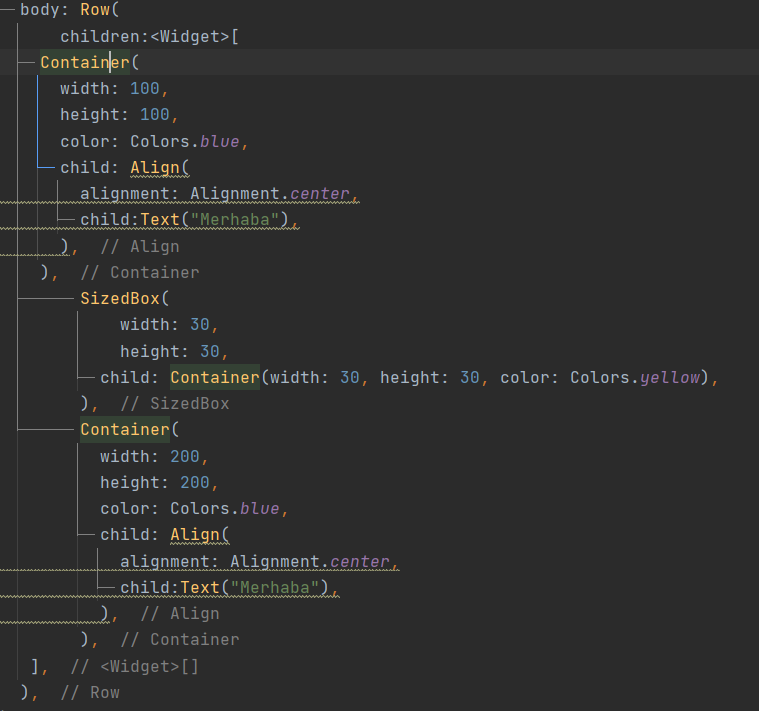 body: Row(
children:<Widget>[
Container(
width: 100,
height: 100,
color: Colors.blue,
child: Align(
alignment: Alignment.center,
child:Text("Merhaba"),
), // Align
), // Container
SizedBox(
width: 30,
height: 30,
child: Container(width: 30, height: 30, color: Colors.yellow),
), // SizedBox
Container(
width: 200,
height: 200,
color: Colors.blue,
child: Align(
alignment: Alignment.center,
child:Text("Merhaba"),
), // Align
), // Container
], // <Widget>[]
), // Row